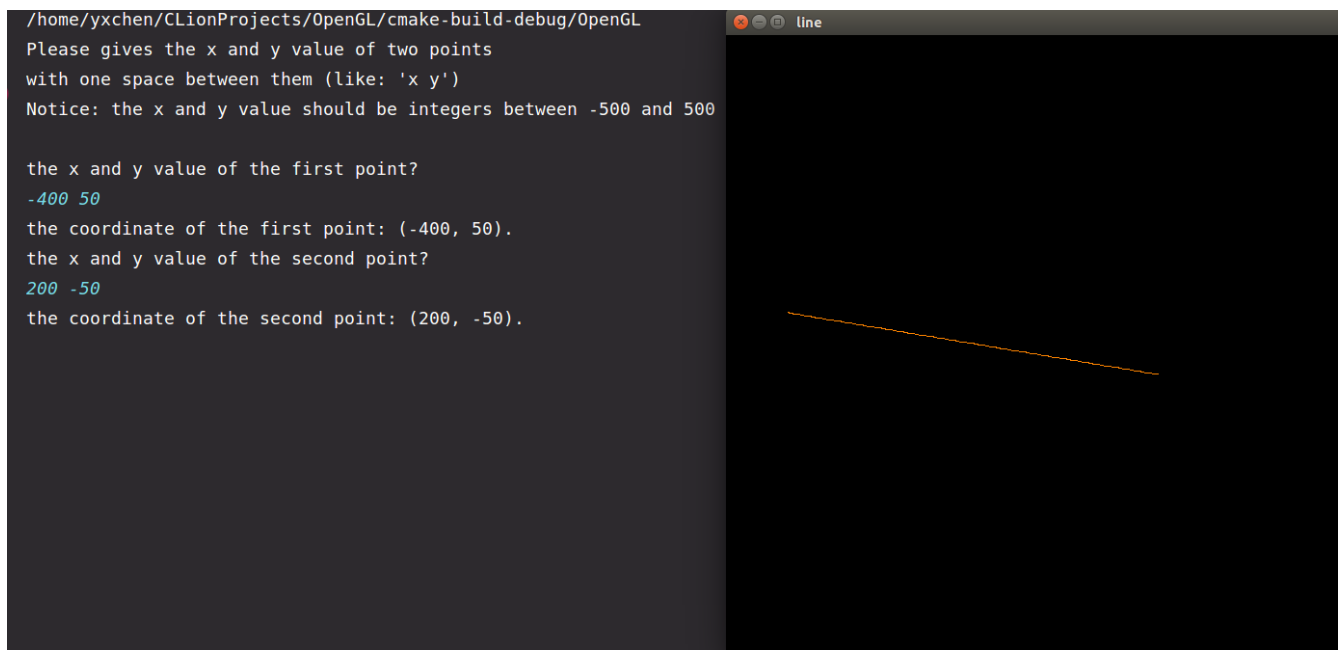 /home/yxchen/CLionProjects/OpenGL/cmake-build-debug/OpenGL
Please gives the x and y value of two points
with one space between them (like: 'x y')
Notice: the x and y value should be integers between -500 and 500
the x and y value of the first point?
-400 50
the coordinate of the first point: (-400, 50).
the x and y value of the second point?
200 -50
the coordinate of the second point: (200, -50).
line